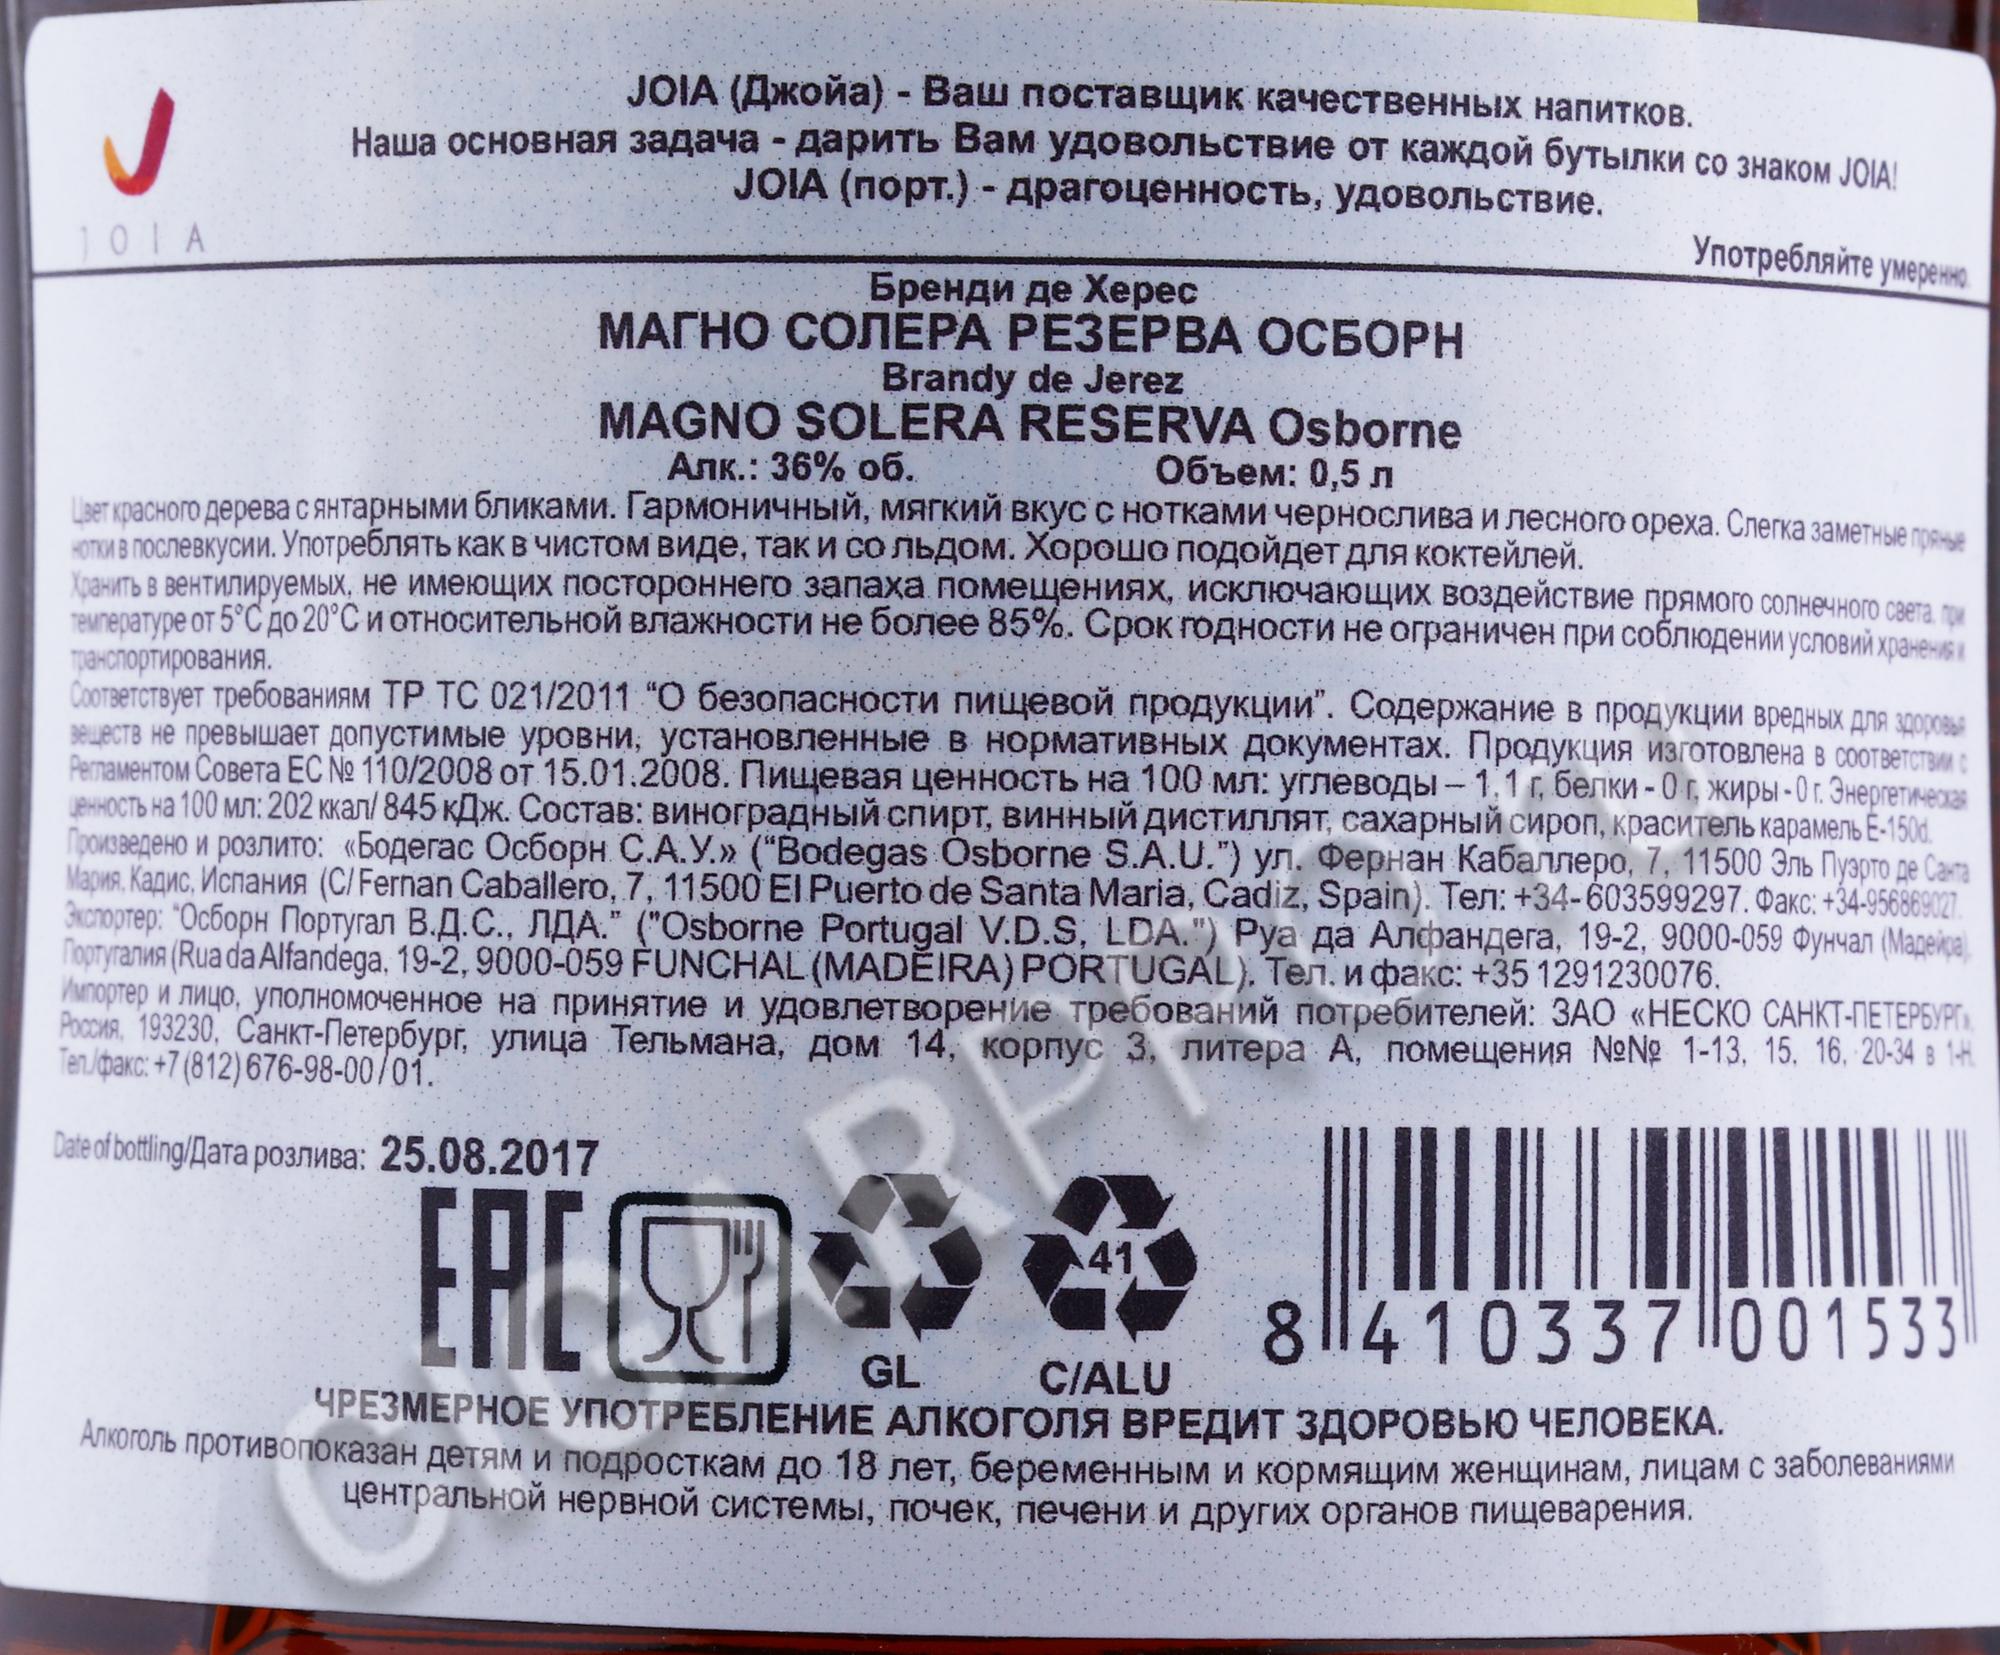 JOIA (Джойа) - Ваш поставщик качественных напитков.
Наша основная задача - дарить Вам удовольствие от каждой бутылки со знаком JOIA!
JOIA (порт.) - драгоценность, удовольствие.
JOIA
Употребляйте умеренно.
Бренди де Херес
МАГНО СОЛЕРА РЕЗЕРВА ОСБОРН
Brandy de Jerez
MAGNO SOLERA RESERVA Osborne
Алк.: 36% об. Объем: 0,5 л
Цвет красного дерева с янтарными бликами. Гармоничный, мягкий вкус с нотками чернослива и лесного ореха. Слегка заметные пряные
нотки в послевкусии. Употреблять как в чистом виде, так и со льдом. Хорошо подойдет для коктейлей.
Хранить в вентилируемых, не имеющих постороннего запаха помещениях, исключающих воздействие прямого солнечного света, при
температуре от 5°С до 20°С и относительной влажности не более 85%. Срок годности не ограничен при соблюдении условий хранения и
транспортирования.
Соответствует требованиям ТР ТС 021/2011 “О безопасности пищевой продукции”. Содержание в продукции вредных для здоровья
веществ не превышает допустимые уровни, установленные в нормативных документах. Продукция изготовлена в соответствии с
Регламентом Совета ЕС № 110/2008 от 15.01.2008. Пищевая ценность на 100 мл: углеводы – 1,1 г, белки - 0 г, жиры - 0 г. Энергетическая
ценность на 100 мл: 202 ккал/ 845 кДж. Состав: виноградный спирт, винный дистиллят, сахарный сироп, краситель карамель Е-150d.
Произведено и розлито: «Бодегас Осборн С.А.У.» (“Bodegas Osborne S.A.U.”) ул. Фернан Кабаллеро, 7, 11500 Эль Пуэрто де Санта
Мария, Кадис, Испания (C/ Fernan Caballero, 7, 11500 El Puerto de Santa Maria, Cadiz, Spain). Тел: +34-603599297. Факс: +34-956869027.
Экспортер: “Осборн Португал В.Д.С., ЛДА.” ("Osborne Portugal V.D.S, LDA.") Руа да Алфандега, 19-2, 9000-059 Фунчал (Мадейра),
Португалия (Rua da Alfandega, 19-2, 9000-059 FUNCHAL (MADEIRA) PORTUGAL). Тел. и факс: +35 1291230076.
Импортер и лицо, уполномоченное на принятие и удовлетворение требований потребителей: ЗАО «НЕСКО САНКТ-ПЕТЕРБУРГ»,
Россия, 193230, Санкт-Петербург, улица Тельмана, дом 14, корпус 3, литера А, помещения №№ 1-13, 15, 16, 20-34 в 1-Н.
Тел./факс: +7 (812) 676-98-00/01.
Date of bottling/Дата розлива: 25.08.2017
EAC
41
GL C/ALU
8 410337 001533
ЧРЕЗМЕРНОЕ УПОТРЕБЛЕНИЕ АЛКОГОЛЯ ВРЕДИТ ЗДОРОВЬЮ ЧЕЛОВЕКА.
Алкоголь противопоказан детям и подросткам до 18 лет, беременным и кормящим женщинам, лицам с заболеваниями
центральной нервной системы, почек, печени и других органов пищеварения.
CIGARPRO.RU